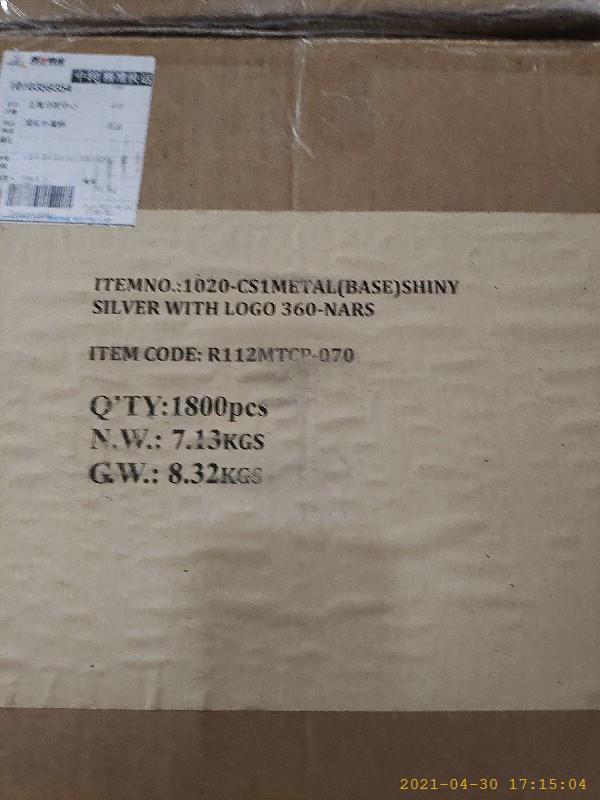 ITEMNO.:1020-CS1METAL(BASE)SHINY
SILVER WITH LOGO 360-NARS
ITEM CODE: R112MTCP-070
Q'TY:1800pcs
N.W.: 7.13KGS
G.W.: 8.32KGS
2021-04-30 17:15:04